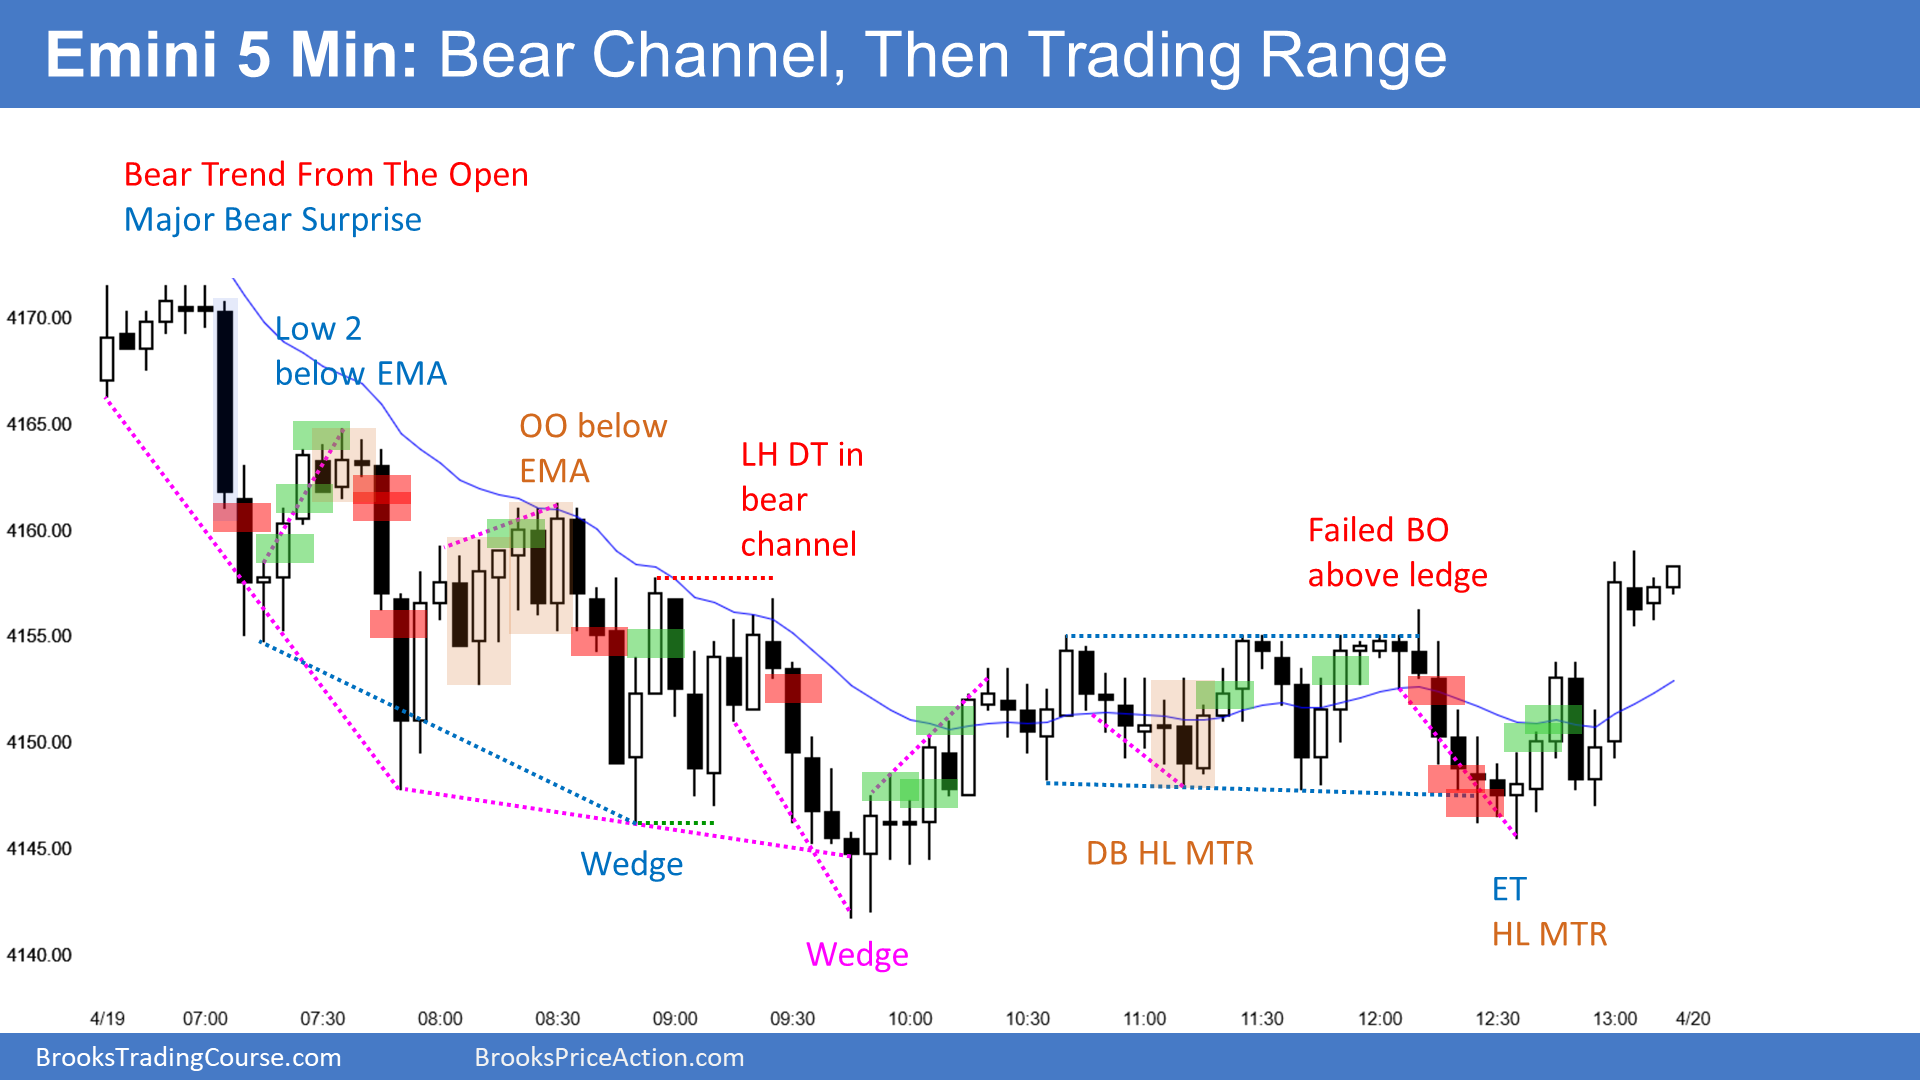 Emini 5 Min: Bear Channel, Then Trading Range
Bear Trend From The Open
Major Bear Surprise
Low 2
below EMA
OO below
EMA
LH DT in
bear
channel
Failed BO
above ledge
Wedge
Wedge
DB HL MTR
ET
HL MTR
4170.00
4165.00
4160.00
4155.00
4150.00
4145.00
4140.00
4/19 07:00 07:30 08:00 08:30 09:00 09:30 10:00 10:30 11:00 11:30 12:00 12:30 13:00 4/20
BrooksTradingCourse.com BrooksPriceAction.com